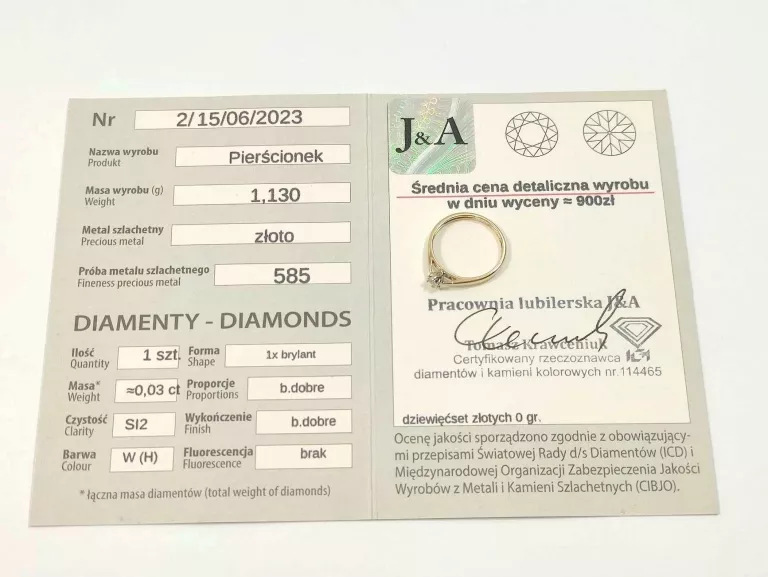 Nr 2/15/06/2023
Nazwa wyrobu
Produkt
Pierścionek
Masa wyrobu (g)
Weight
1,130
Metal szlachetny
Precious metal
złoto
Próba metalu szlachetnego
Fineness precious metal
585
DIAMENTY - DIAMONDS
Ilość
Quantity
1 szt.
Forma
Shape
1x brylant
Masa*
Weight
≈0,03 ct
Proporcje
Proportions
b.dobre
Czystość
Clarity
SI2
Wykończenie
Finish
b.dobre
Barwa
Colour
W (H)
Fluorescencja
Fluorescence
brak
* łączna masa diamentów (total weight of diamonds)
J&A
Średnia cena detaliczna wyrobu
w dniu wyceny ≈ 900zł
Pracownia jubilerska J&A
Tomasz Krawceniuk
Certyfikowany rzeczoznawca
diamentów i kamieni kolorowych nr.114465
dziewięćset złotych 0 gr.
Ocenę jakości sporządzono zgodnie z obowiązujący-
mi przepisami Światowej Rady d/s Diamentów (ICD) i
Międzynarodowej Organizacji Zabezpieczenia Jakości
Wyrobów z Metali i Kamieni Szlachetnych (CIBJO).